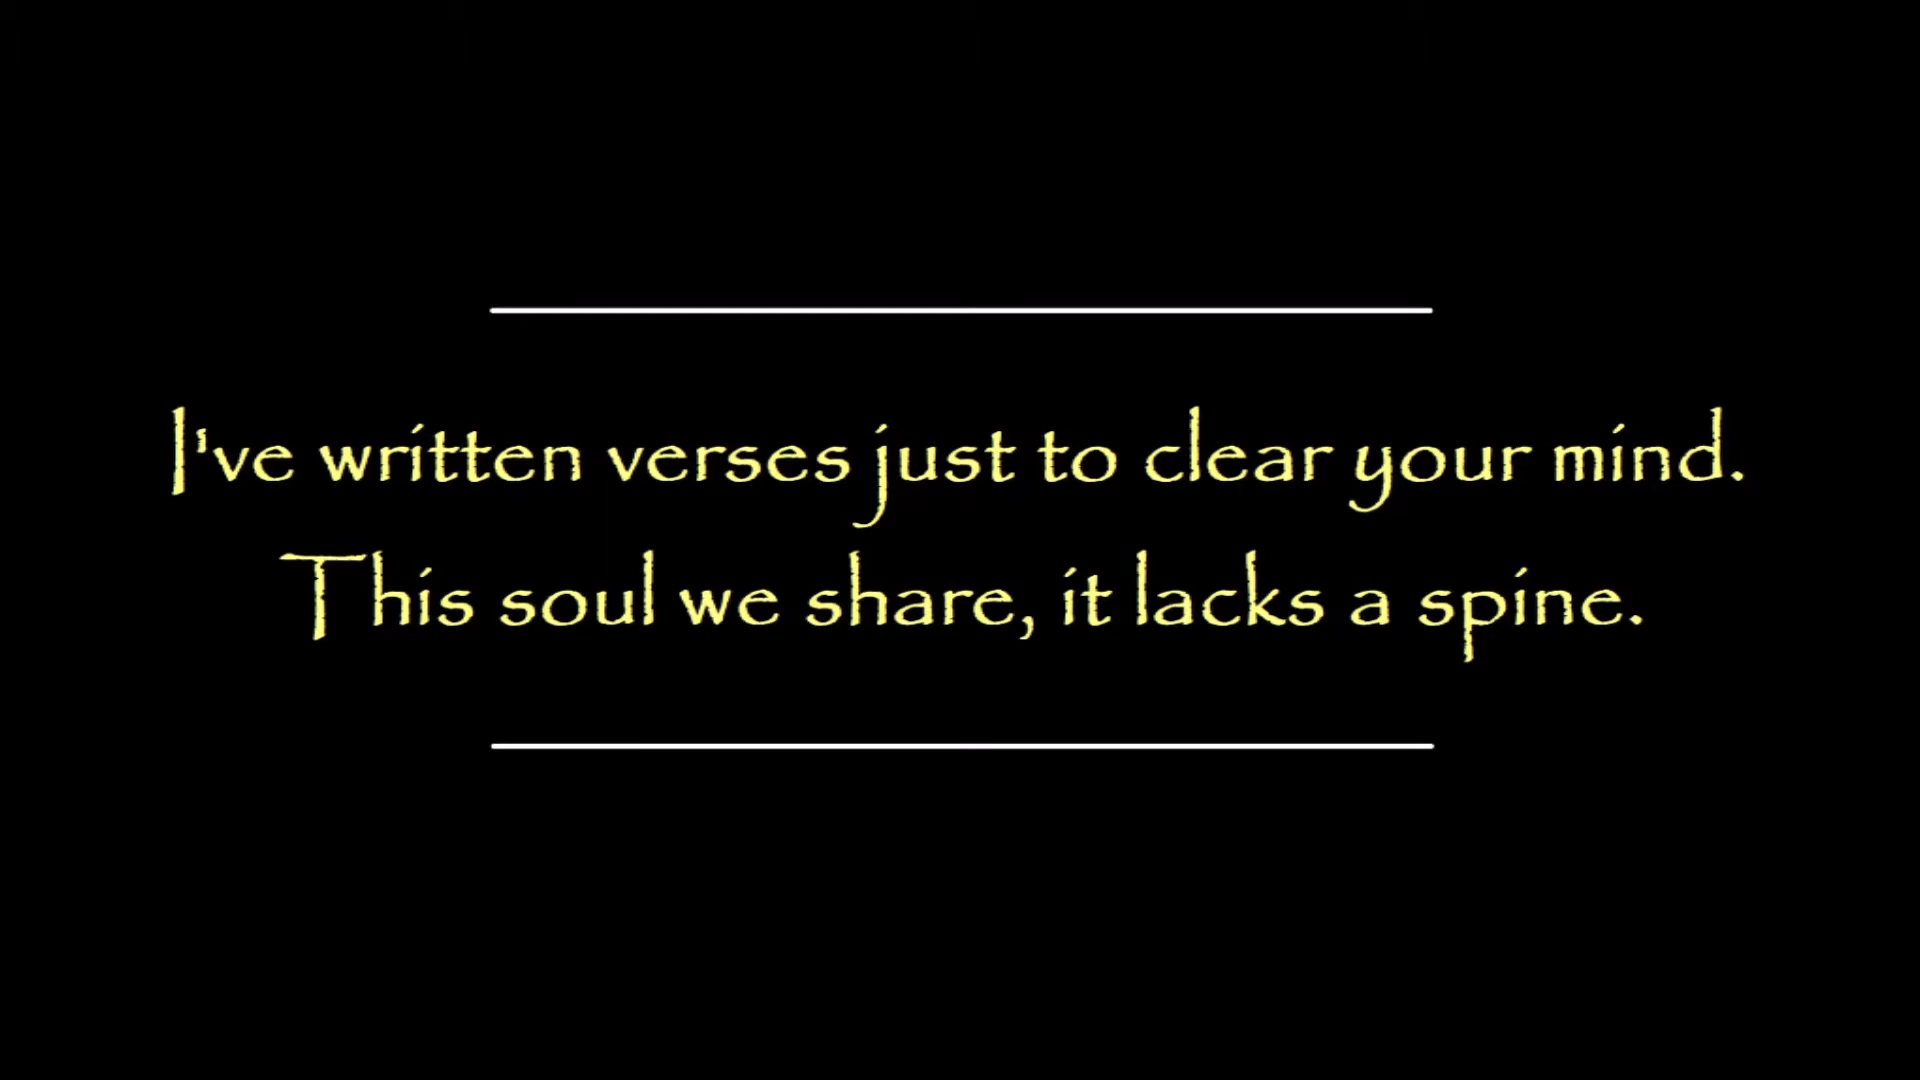 I've written verses just to clear your mind.
This soul we share, it lacks a spine.